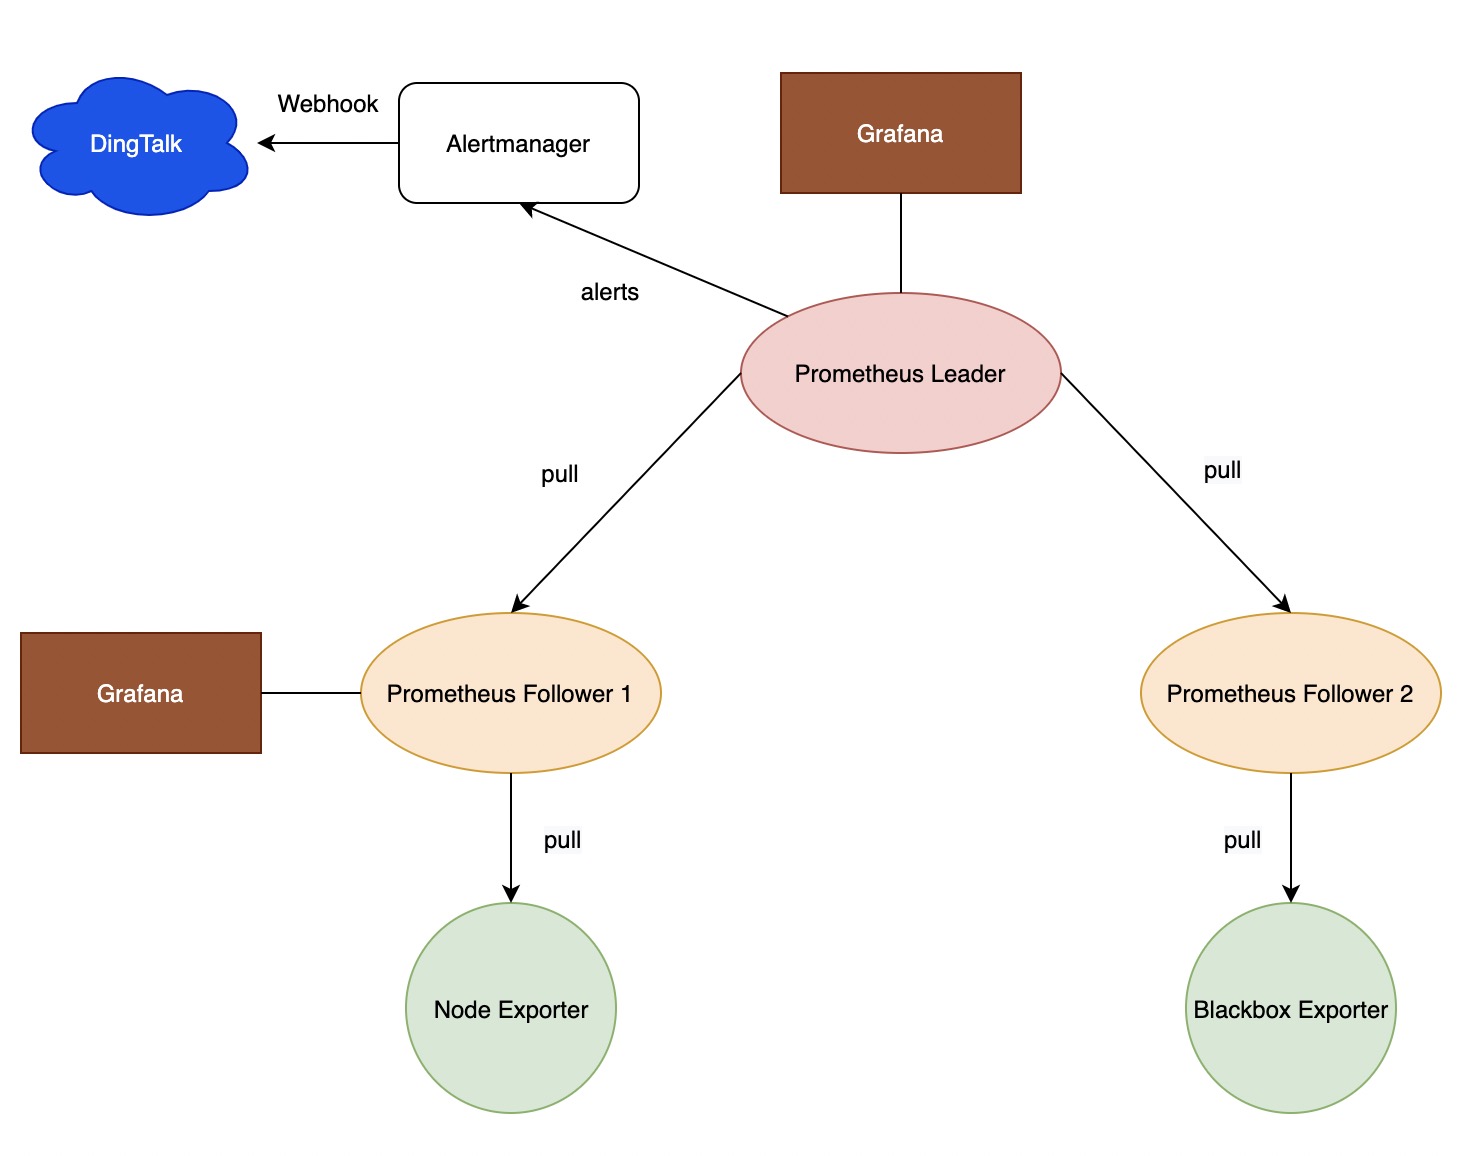 Webhook
DingTalk
Alertmanager
Grafana
alerts
Prometheus Leader
pull
pull
Grafana
Prometheus Follower 1
Prometheus Follower 2
pull
pull
Node Exporter
Blackbox Exporter